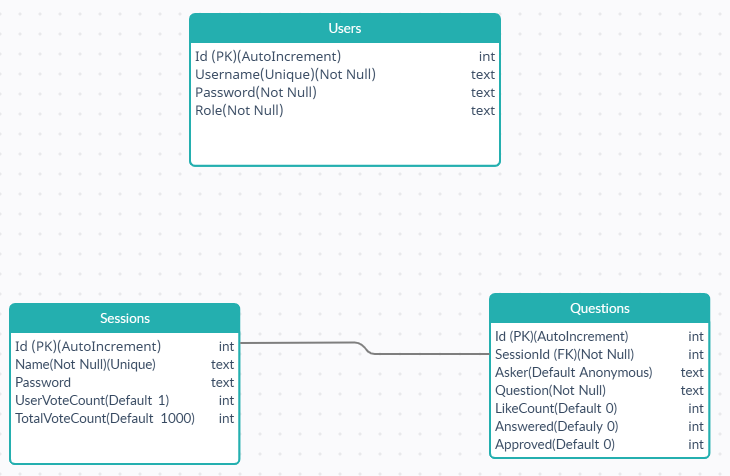 Users
Id (PK)(AutoIncrement) int
Username(Unique)(Not Null) text
Password(Not Null) text
Role(Not Null) text
Sessions
Id (PK)(AutoIncrement) int
Name(Not Null)(Unique) text
Password text
UserVoteCount(Default 1) int
TotalVoteCount(Default 1000) int
Questions
Id (PK)(AutoIncrement) int
SessionId (FK)(Not Null) int
Asker(Default Anonymous) text
Question(Not Null) text
LikeCount(Default 0) int
Answered(Defauly 0) int
Approved(Default 0) int